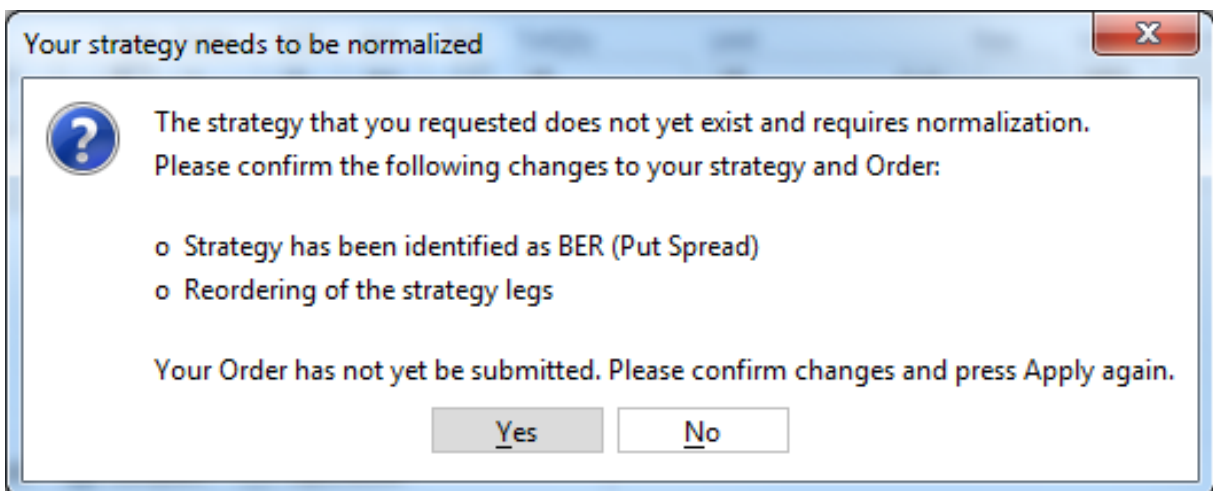 Your strategy needs to be normalized
The strategy that you requested does not yet exist and requires normalization.
Please confirm the following changes to your strategy and Order:
o Strategy has been identified as BER (Put Spread)
o Reordering of the strategy legs
Your Order has not yet be submitted. Please confirm changes and press Apply again.
Yes
No